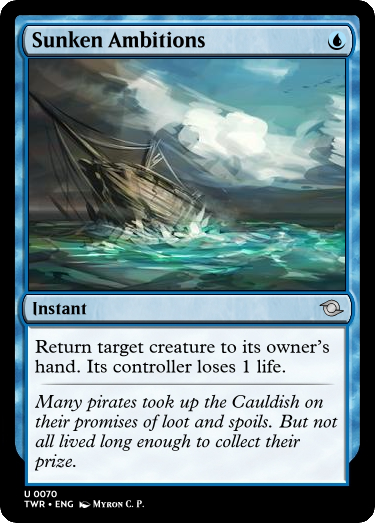 Sunken Ambitions
Instant
Return target creature to its owner's
hand. Its controller loses 1 life.
Many pirates took up the Cauldish on
their promises of loot and spoils. But not
all lived long enough to collect their
prize.
U 0070
TWR • ENG Myron C. P.